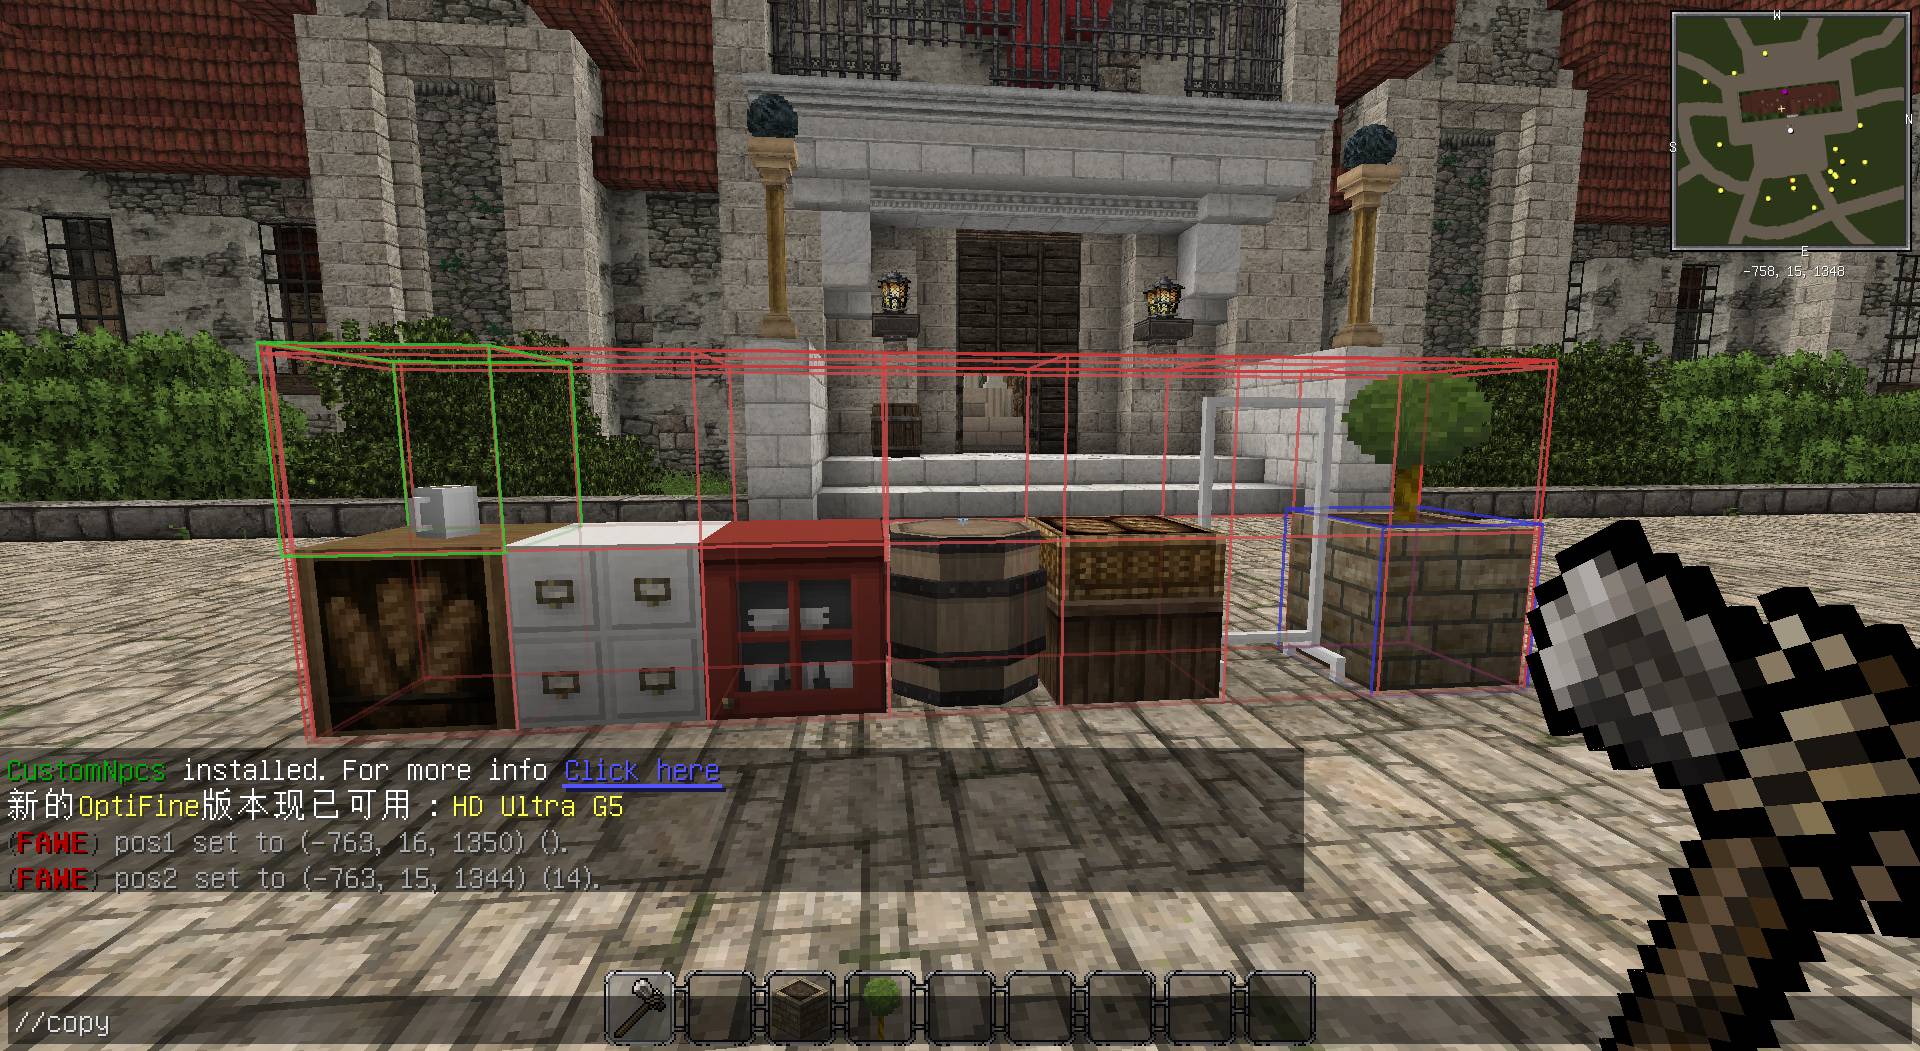 W
N
S
E
-758, 15, 1348
CustomNpcs installed. For more info Click here
新的OptiFine版本现已可用：HD Ultra G5
(FAWE) pos1 set to (-763, 16, 1350) ().
(FAWE) pos2 set to (-763, 15, 1344) (14).
//copy